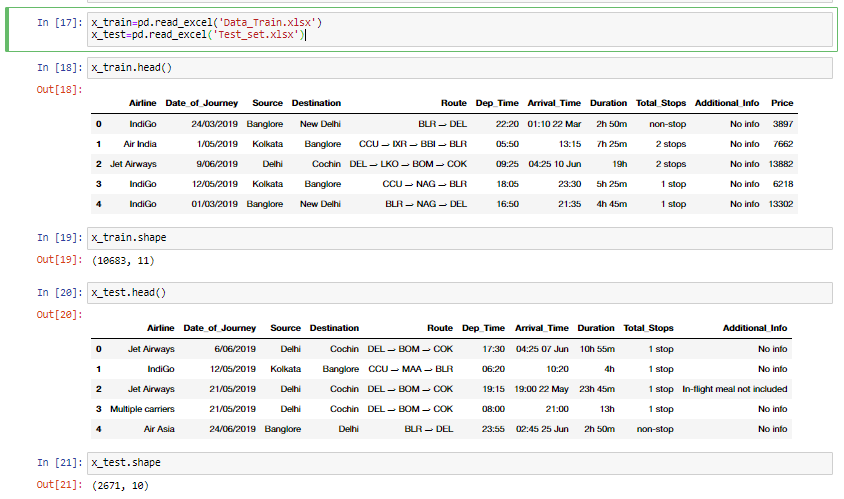 In [17]: x_train=pd.read_excel('Data_Train.xlsx')
x_test=pd.read_excel('Test_set.xlsx')
In [18]: x_train.head()
Out[18]:
Airline Date_of_Journey Source Destination Route Dep_Time Arrival_Time Duration Total_Stops Additional_Info Price
0 IndiGo 24/03/2019 Banglore New Delhi BLR → DEL 22:20 01:10 22 Mar 2h 50m non-stop No info 3897
1 Air India 1/05/2019 Kolkata Banglore CCU → IXR → BBI → BLR 05:50 13:15 7h 25m 2 stops No info 7662
2 Jet Airways 9/06/2019 Delhi Cochin DEL → LKO → BOM → COK 09:25 04:25 10 Jun 19h 2 stops No info 13882
3 IndiGo 12/05/2019 Kolkata Banglore CCU → NAG → BLR 18:05 23:30 5h 25m 1 stop No info 6218
4 IndiGo 01/03/2019 Banglore New Delhi BLR → NAG → DEL 16:50 21:35 4h 45m 1 stop No info 13302
In [19]: x_train.shape
Out[19]: (10683, 11)
In [20]: x_test.head()
Out[20]:
Airline Date_of_Journey Source Destination Route Dep_Time Arrival_Time Duration Total_Stops Additional_Info
0 Jet Airways 6/06/2019 Delhi Cochin DEL → BOM → COK 17:30 04:25 07 Jun 10h 55m 1 stop No info
1 IndiGo 12/05/2019 Kolkata Banglore CCU → MAA → BLR 06:20 10:20 4h 1 stop No info
2 Jet Airways 21/05/2019 Delhi Cochin DEL → BOM → COK 19:15 19:00 22 May 23h 45m 1 stop In-flight meal not included
3 Multiple carriers 21/05/2019 Delhi Cochin DEL → BOM → COK 08:00 21:00 13h 1 stop No info
4 Air Asia 24/06/2019 Banglore Delhi BLR → DEL 23:55 02:45 25 Jun 2h 50m non-stop No info
In [21]: x_test.shape
Out[21]: (2671, 10)